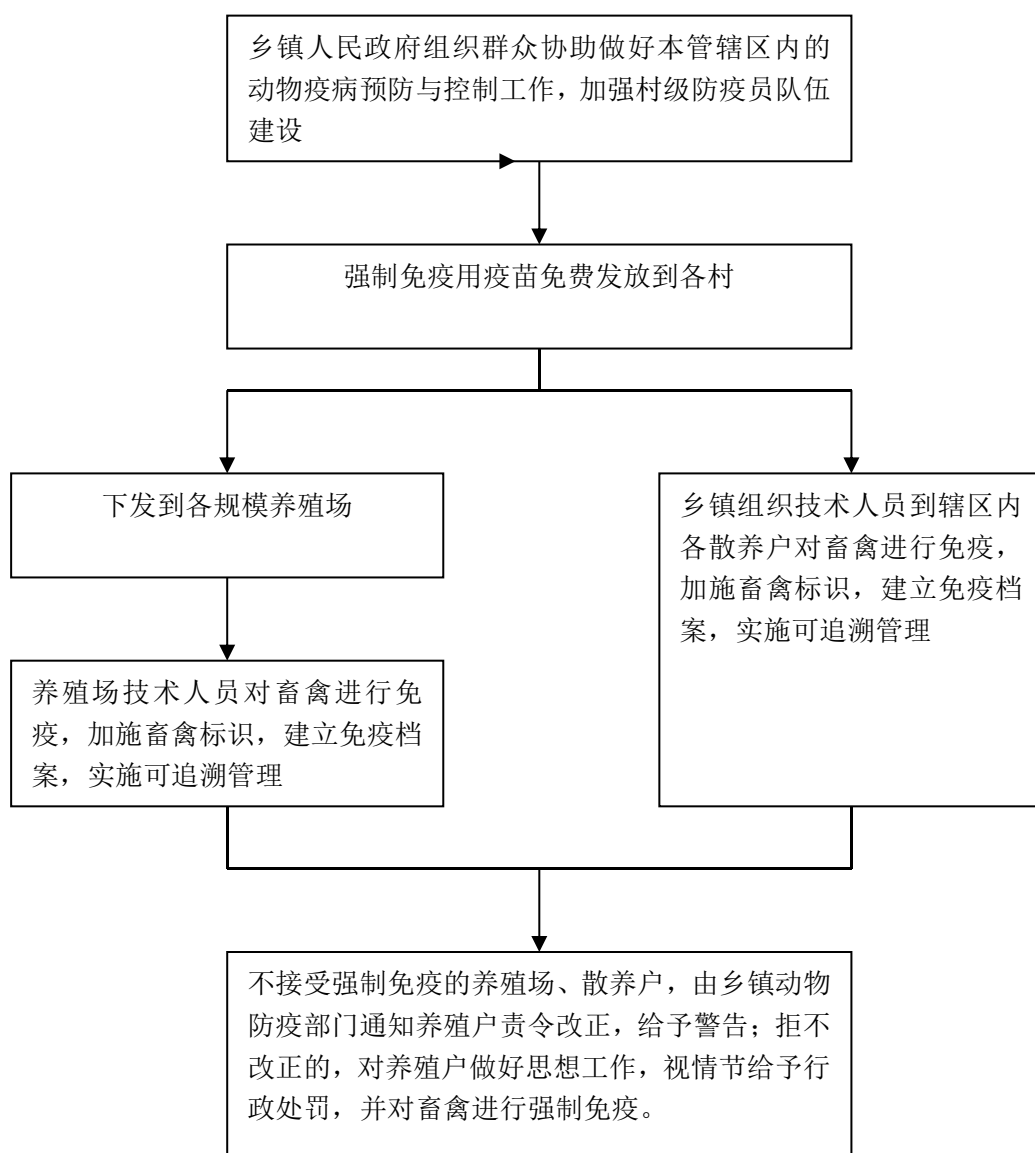 乡镇人民政府组织群众协助做好本管辖区内的
动物疫病预防与控制工作，加强村级防疫员队伍
建设
强制免疫用疫苗免费发放到各村
下发到各规模养殖场
乡镇组织技术人员到辖区内
各散养户对畜禽进行免疫，
加施畜禽标识，建立免疫档
案，实施可追溯管理
养殖场技术人员对畜禽进行免
疫，加施畜禽标识，建立免疫档
案，实施可追溯管理
不接受强制免疫的养殖场、散养户，由乡镇动物
防疫部门通知养殖户责令改正，给予警告；拒不
改正的，对养殖户做好思想工作，视情节给予行
政处罚，并对畜禽进行强制免疫。